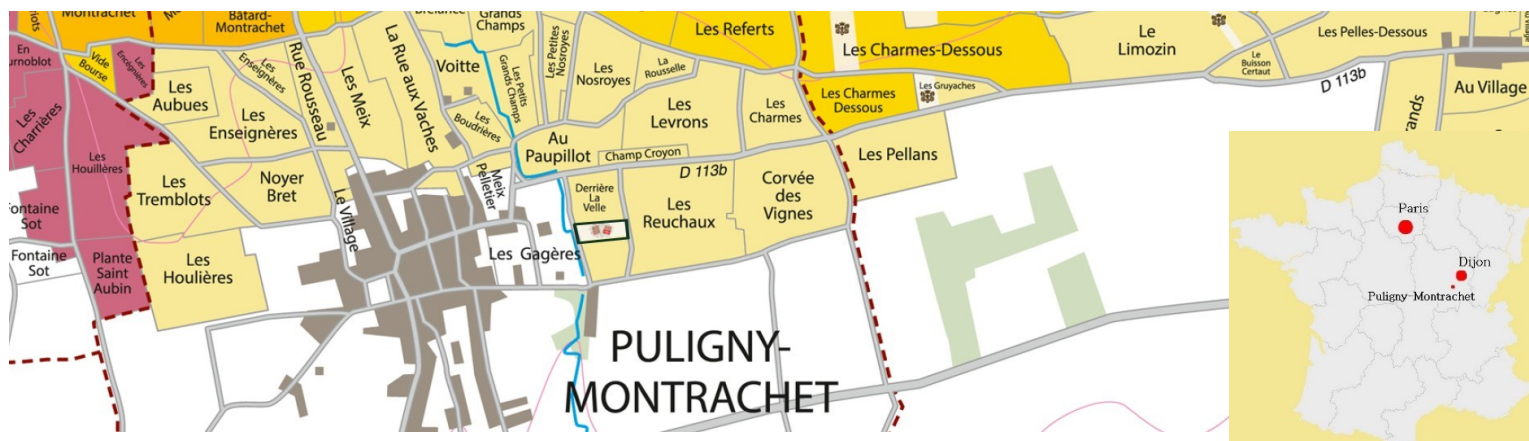 Montrachet
Bâtard-
Montrachet
En
Vide
Bourse
Les
Encégnières
Les
Aubues
Les
Enseignères
Les
Enseignères
Rue Rousseau
Les Meix
La Rue aux Vaches
Voitte
Grands
Champs
Les Petits
Grands Champs
Les Petites
Nosroyes
Les
Nosroyes
La
Rousselle
Les Referts
Les Charmes-Dessous
Les Charmes
Dessous
Les Gruyaches
Le
Limozin
Le
Buisson
Certaut
Les Pelles-Dessous
D 113b
Au Village
Les
Charrières
Les
Houillères
Les
Tremblots
Noyer
Bret
Le Village
Les
Boudrières
Meix
Pelletier
Au
Paupillot
Les
Levrons
Les
Charmes
Champ Croyon
D 113b
Les Pellans
Derrière
La
Velle
Les
Reuchaux
Corvée
des
Vignes
Fontaine
Sot
Fontaine
Sot
Plante
Saint
Aubin
Les
Houlières
Les Gagères
PULIGNY-
MONTRACHET
Paris
Dijon
Puligny-Montrachet